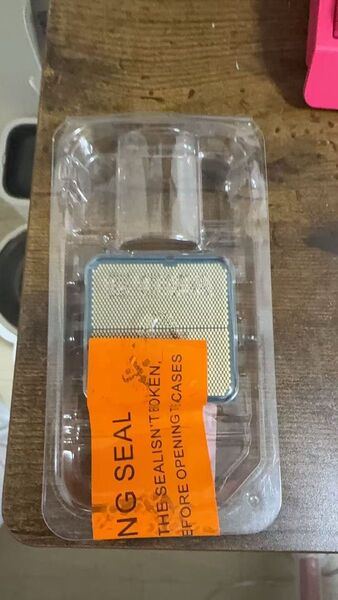 NG SEAL
THE SEALISN'T BOKEN,
EFORE OPENING T CASES